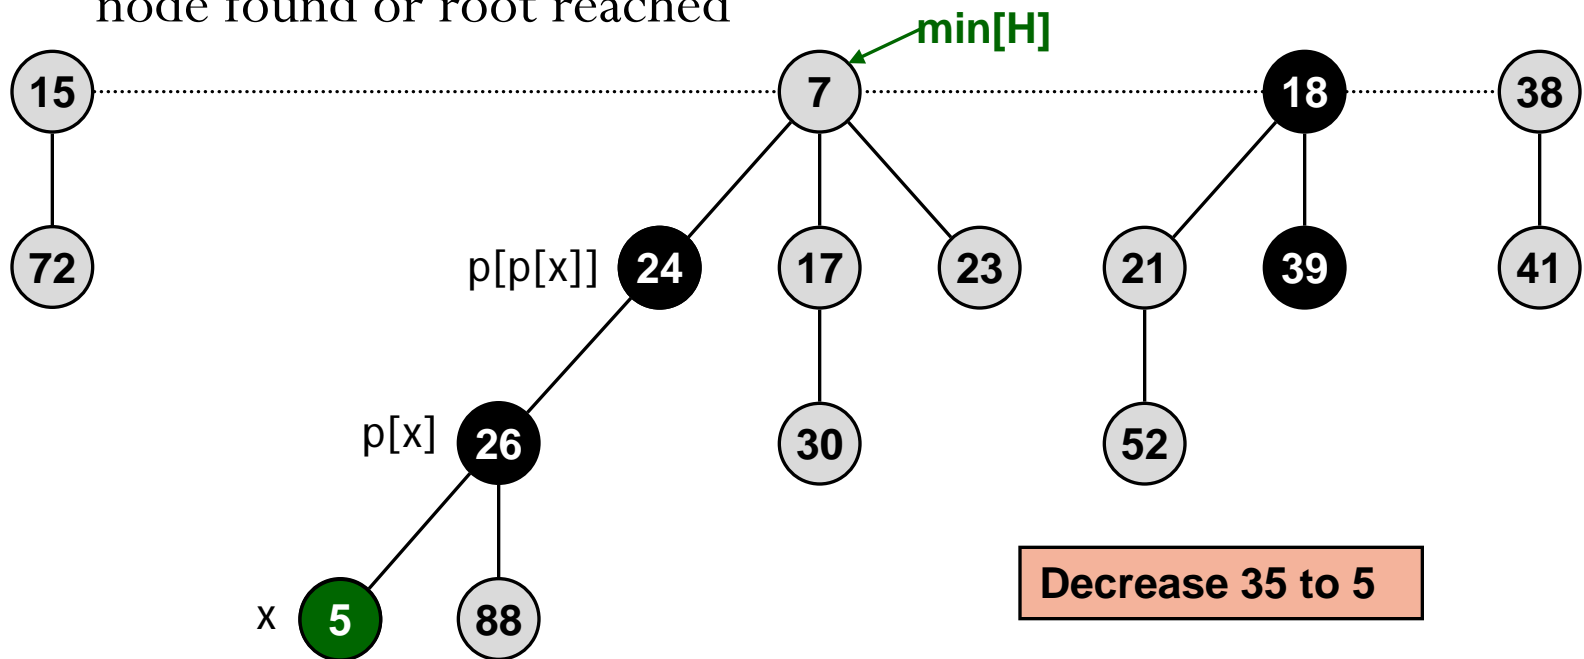 node found or root reached
min[H]
15 7 18 38
72 p[p[x]] 24 17 23 21 39 41
p[x] 26 30 52
Decrease 35 to 5
x 5 88